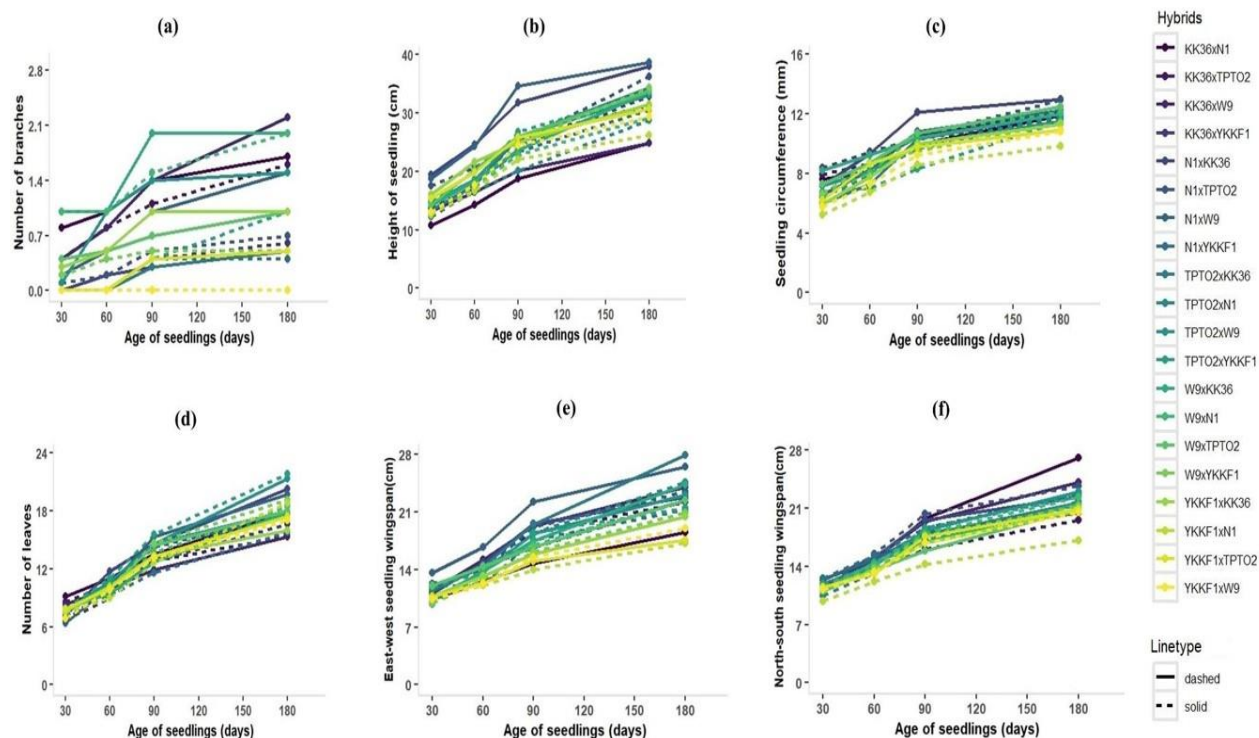 (a)
Number of branches
2.8
2.1
1.4
0.7
0.0
30 60 90 120 150 180
Age of seedlings (days)
(b)
Height of seedling (cm)
40
30
20
10
0
30 60 90 120 150 180
Age of seedlings (days)
(c)
Seedling circumference (mm)
16
12
8
4
0
30 60 90 120 150 180
Age of seedlings (days)
(d)
Number of leaves
24
18
12
6
0
30 60 90 120 150 180
Age of seedlings (days)
(e)
East-west seedling wingspan(cm)
28
21
14
7
0
30 60 90 120 150 180
Age of seedlings (days)
(f)
North-south seedling wingspan(cm)
28
21
14
7
0
30 60 90 120 150 180
Age of seedlings (days)
Hybrids
KK36xN1
KK36xTPTO2
KK36xW9
KK36xYKKF1
N1xKK36
N1xTPTO2
N1xW9
N1xYKKF1
TPTO2xKK36
TPTO2xN1
TPTO2xW9
TPTO2xYKKF1
W9xKK36
W9xN1
W9xTPTO2
W9xYKKF1
YKKF1xKK36
YKKF1xN1
YKKF1xTPTO2
YKKF1xW9
Linetype
dashed
solid